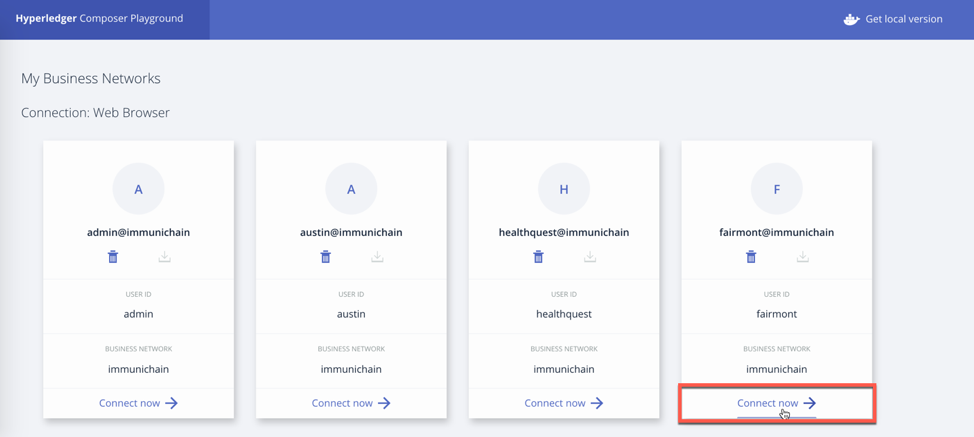 Hyperledger Composer Playground
Get local version
My Business Networks
Connection: Web Browser
A
admin@immunichain
USER ID
admin
BUSINESS NETWORK
immunichain
Connect now
A
austin@immunichain
USER ID
austin
BUSINESS NETWORK
immunichain
Connect now
H
healthquest@immunichain
USER ID
healthquest
BUSINESS NETWORK
immunichain
Connect now
F
fairmont@immunichain
USER ID
fairmont
BUSINESS NETWORK
immunichain
Connect now